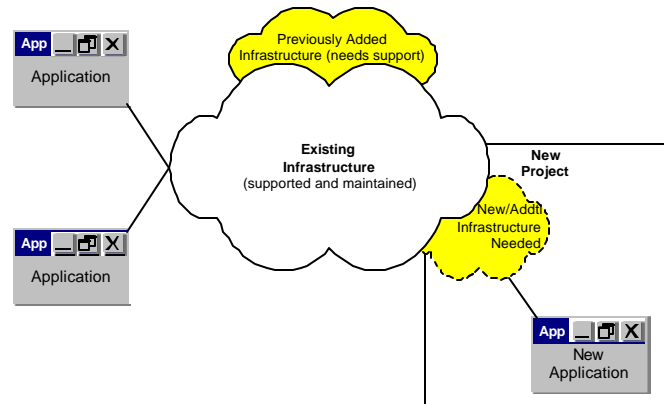 Previously Added
Infrastructure (needs support)
App
Application
Existing
Infrastructure
(supported and maintained)
New
Project
New/Addtl
Infrastructure
Needed
App
Application
App
New
Application